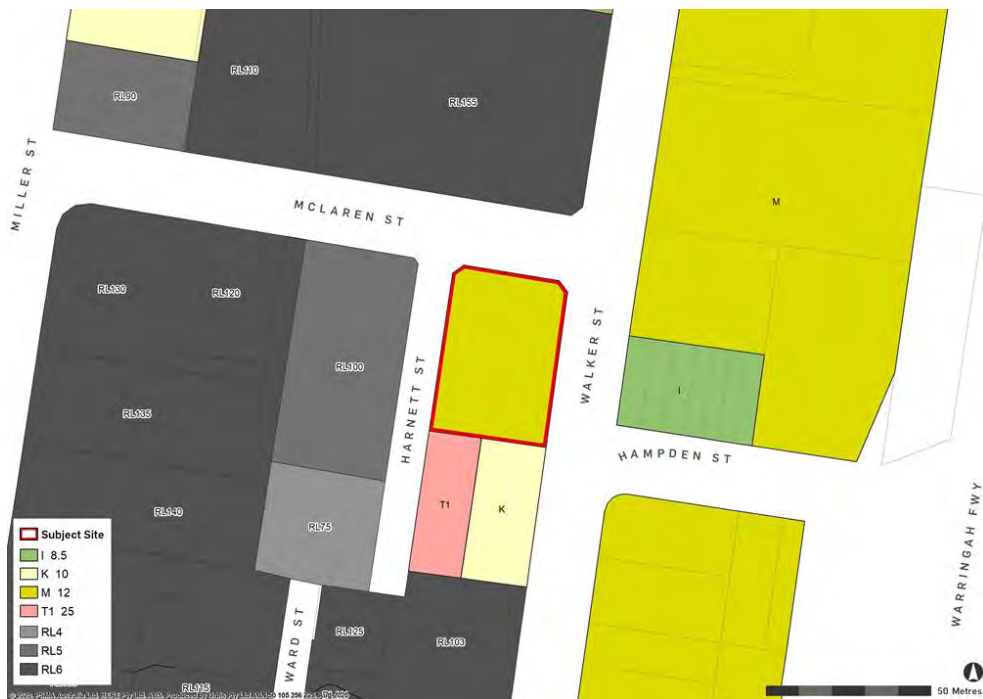 RL90
RL110
RL155
MILLER ST
MCLAREN ST
M
RL130
RL120
RL100
HARNETT ST
WALKER ST
I
RL135
HAMPDEN ST
T1
K
RL140
RL75
WARRINGAH FWY
WARD ST
RL125
RL103
RL115
Subject Site
I 8.5
K 10
M 12
T1 25
RL4
RL5
RL6
50 Metres